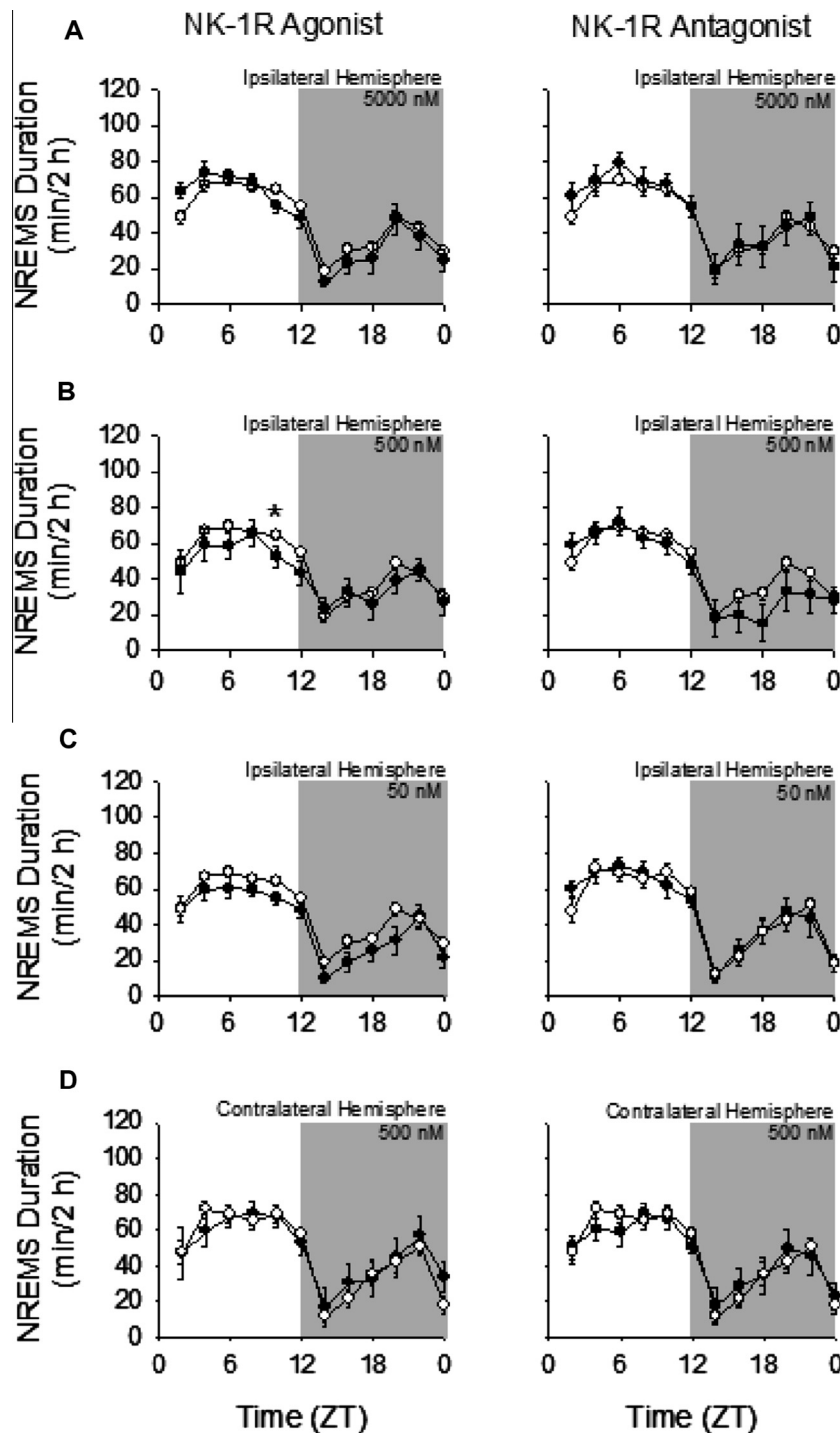 NK-1R Agonist
NK-1R Antagonist
A
Ipsilateral Hemisphere
5000 nM
Ipsilateral Hemisphere
5000 nM
NREMS Duration
(min/2 h)
120
100
80
60
40
20
0
0 6 12 18 0
0 6 12 18 0
B
Ipsilateral Hemisphere
500 nM
Ipsilateral Hemisphere
500 nM
NREMS Duration
(min/2 h)
120
100
80
60
40
20
0
*
0 6 12 18 0
0 6 12 18 0
C
Ipsilateral Hemisphere
50 nM
Ipsilateral Hemisphere
50 nM
NREMS Duration
(min/2 h)
120
100
80
60
40
20
0
0 6 12 18 0
0 6 12 18 0
D
Contralateral Hemisphere
500 nM
Contralateral Hemisphere
500 nM
NREMS Duration
(min/2 h)
120
100
80
60
40
20
0
0 6 12 18 0
0 6 12 18 0
Time (ZT)
Time (ZT)